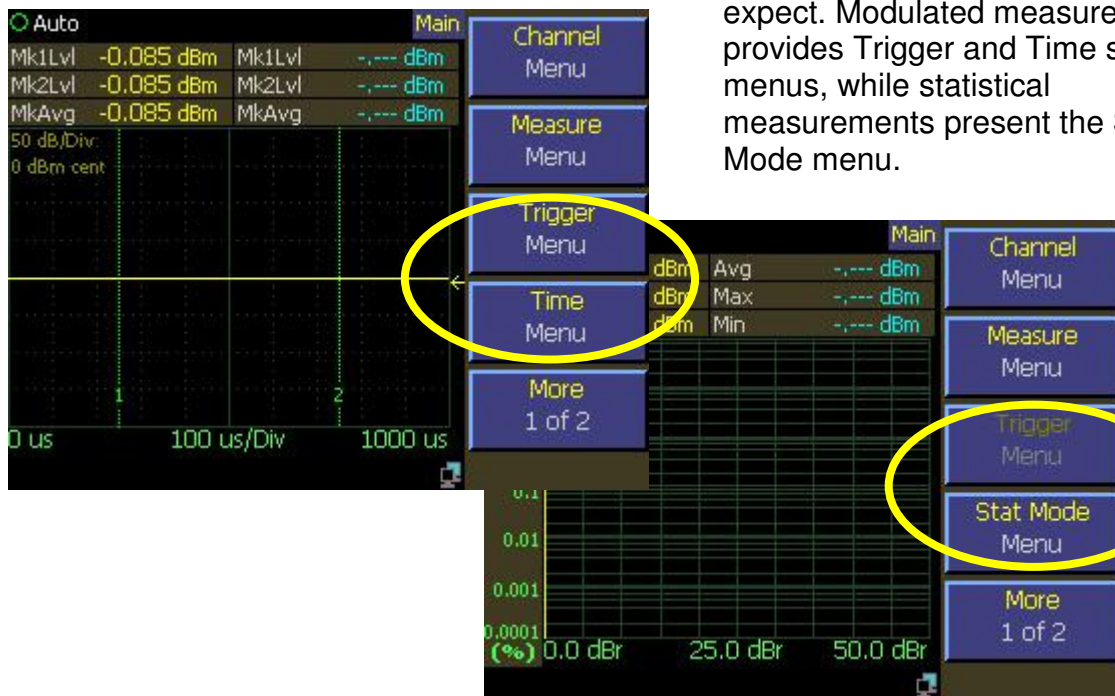 expect. Modulated measure
provides Trigger and Time
menus, while statistical
measurements present the
Mode menu.
Auto Main
Mk1Lvl -0.085 dBm Mk1Lvl -.--- dBm
Mk2Lvl -0.085 dBm Mk2Lvl -.--- dBm
MkAvg -0.085 dBm MkAvg -.--- dBm
50 dB/Div
0 dBm cent
1 2
0 us 100 us/Div 1000 us
Channel
Menu
Measure
Menu
Trigger
Menu
Time
Menu
More
1 of 2
Main
dBm Avg -.--- dBm
dBm Max -.--- dBm
dBm Min -.--- dBm
0.1
0.01
0.001
0.0001
(%) 0.0 dBr 25.0 dBr 50.0 dBr
Channel
Menu
Measure
Menu
Trigger
Menu
Stat Mode
Menu
More
1 of 2